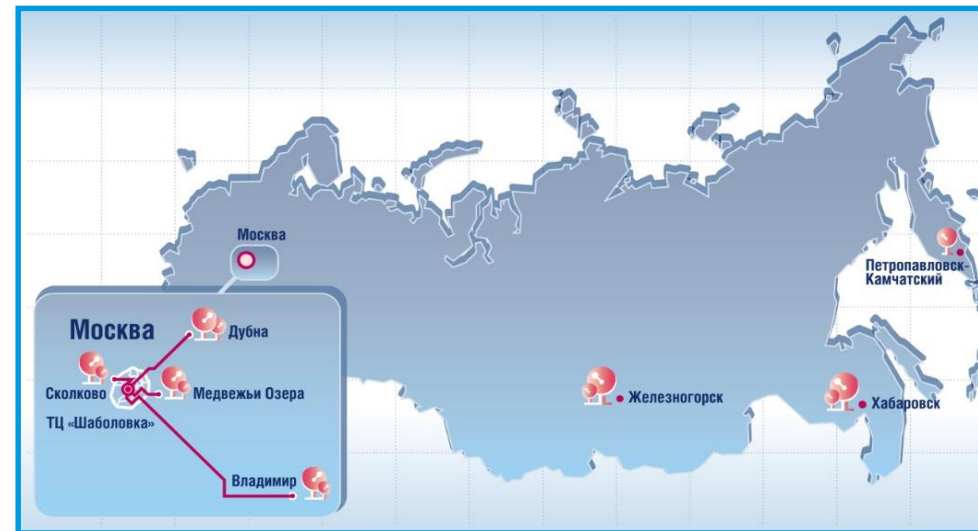 Москва
Петропавловск-
Камчатский
Москва
Дубна
Сколково
Медвежьи Озера
ТЦ «Шаболовка»
Владимир
Железногорск
Хабаровск